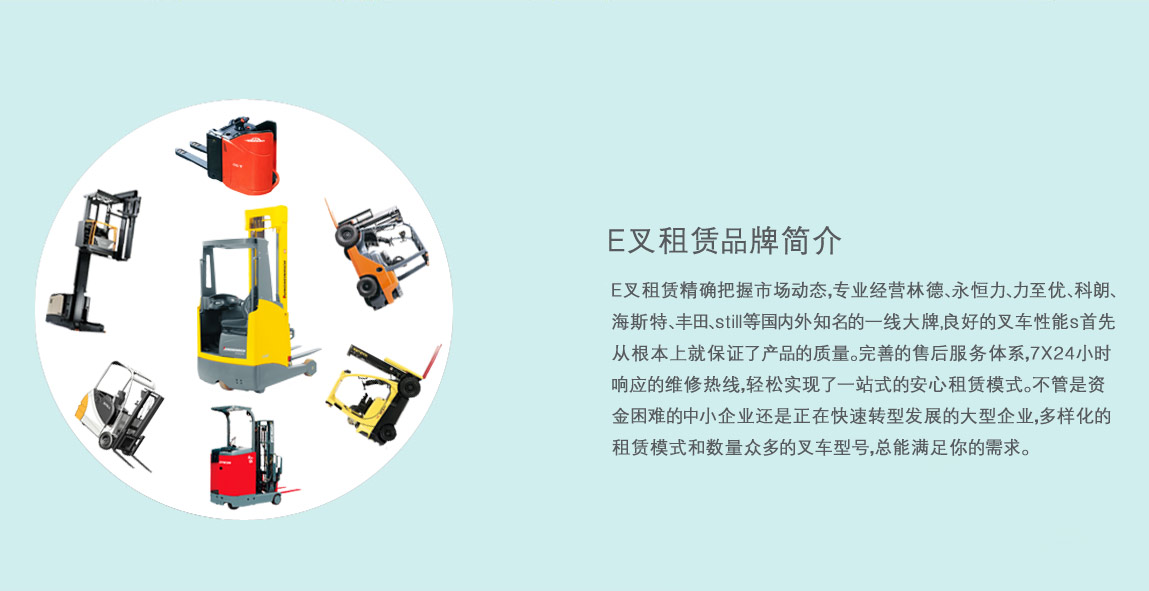 E叉租赁品牌简介
E叉租赁精确把握市场动态,专业经营林德、永恒力、力至优、科朗、
海斯特、丰田、still等国内外知名的一线大牌,良好的叉车性能s首先
从根本上就保证了产品的质量。完善的售后服务体系,7X24小时
响应的维修热线,轻松实现了一站式的安心租赁模式。不管是资
金困难的中小企业还是正在快速转型发展的大型企业,多样化的
租赁模式和数量众多的叉车型号,总能满足你的需求。